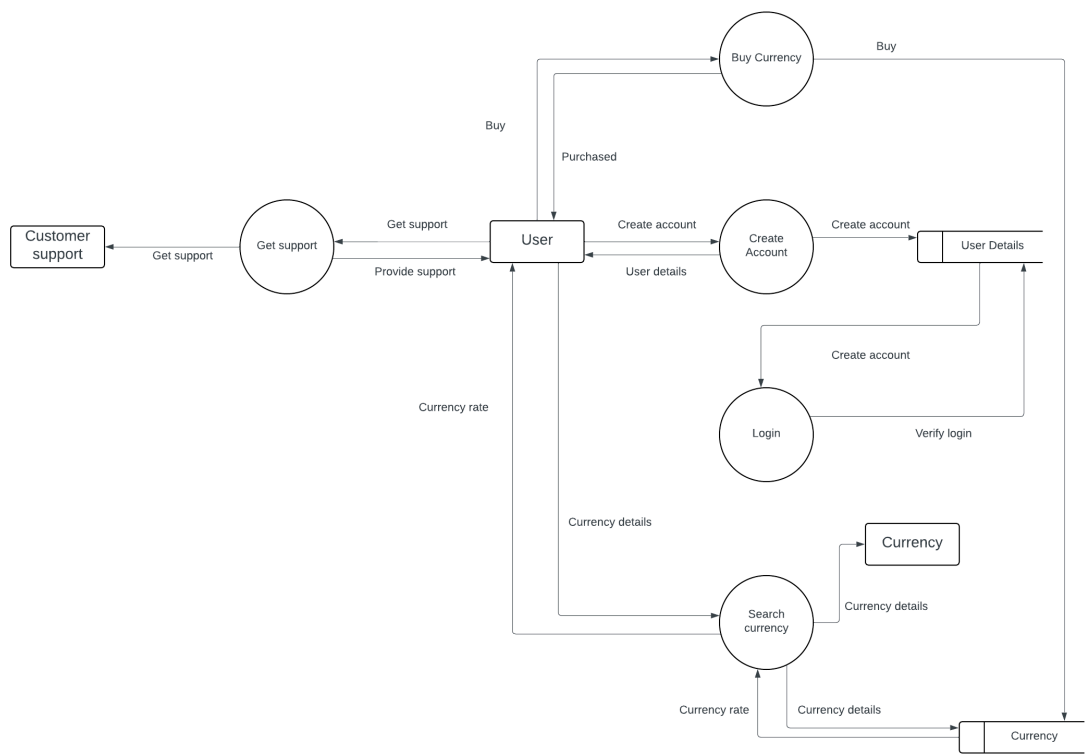 Buy
Buy Currency
Buy
Purchased
Customer
support
Get support
Get support
Get support
Provide support
User
Create account
User details
Create
Account
Create account
User Details
Create account
Currency rate
Login
Verify login
Currency details
Currency
Search
currency
Currency details
Currency rate
Currency details
Currency